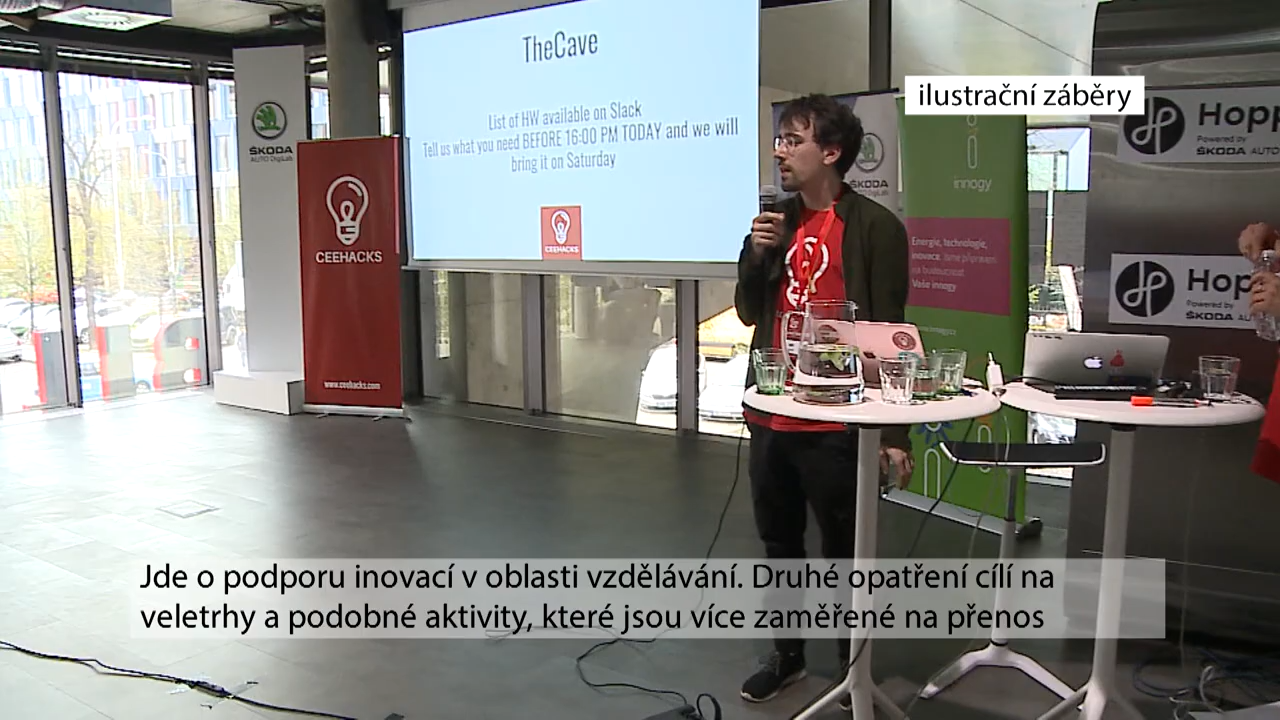 TheCave
List of HW available on Slack
Tell us what you need BEFORE 16:00 PM TODAY and we will
bring it on Saturday
CEEHACKS
ilustrační záběry
ŠKODA
AUTO DigiLab
CEEHACKS
www.ceehacks.com
ŠKODA
innogy
Energie, technologie,
inovace. Jsme připraveni
na budoucnost
Vaše innogy
Hopp
Powered by
ŠKODA AUTO
Hop
Powered by
ŠKODA AUTO
Jde o podporu inovací v oblasti vzdělávání. Druhé opatření cílí na
veletrhy a podobné aktivity, které jsou více zaměřené na přenos